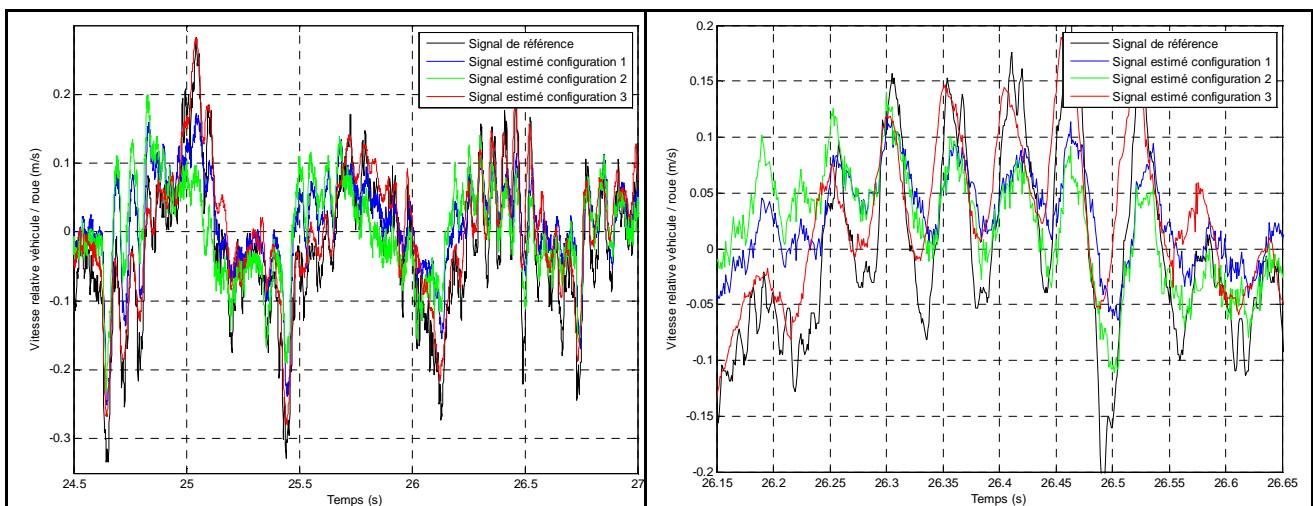 Signal de référence
Signal estimé configuration 1
Signal estimé configuration 2
Signal estimé configuration 3
0.2
0.1
0
-0.1
-0.2
-0.3
24.5
25
25.5
26
26.5
27
Temps (s)
Vitesse relative véhicule / roue (m/s)
Signal de référence
Signal estimé configuration 1
Signal estimé configuration 2
Signal estimé configuration 3
0.2
0.15
0.1
0.05
0
-0.05
-0.1
-0.15
-0.2
26.15
26.2
26.25
26.3
26.35
26.4
26.45
26.5
26.55
26.6
26.65
Temps (s)
Vitesse relative véhicule / roue (m/s)